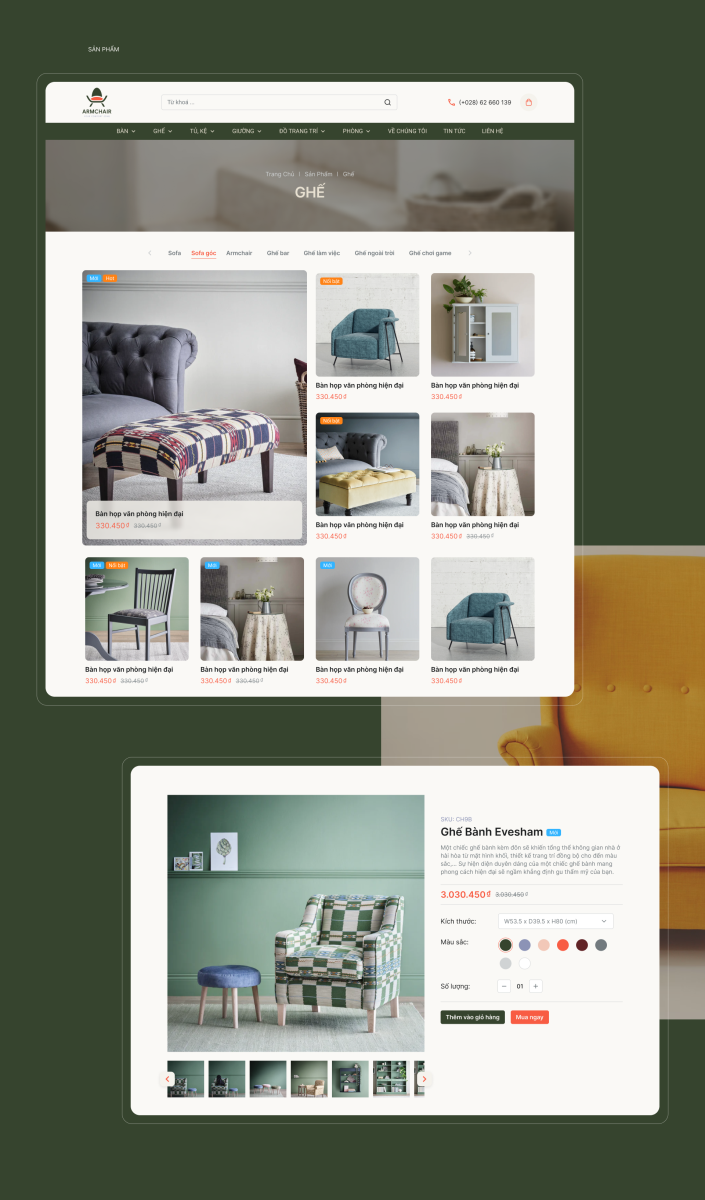 SẢN PHẨM
ARMCHAIR
Từ khoá ...
(+028) 62 660 139
BÀN GHẾ TỦ, KỆ GIƯỜNG ĐỒ TRANG TRÍ PHÒNG VỀ CHÚNG TÔI TIN TỨC LIÊN HỆ
Trang Chủ | Sản Phẩm | Ghế
GHẾ
Sofa Sofa góc Armchair Ghế bar Ghế làm việc Ghế ngoài trời Ghế chơi game
Mới Hot
Bàn họp văn phòng hiện đại
330.450₫ 330.450₫
Nổi bật
Bàn họp văn phòng hiện đại
330.450₫
Bàn họp văn phòng hiện đại
330.450₫
Nổi bật
Bàn họp văn phòng hiện đại
330.450₫
Bàn họp văn phòng hiện đại
330.450₫ 330.450₫
Mới Nổi bật
Bàn họp văn phòng hiện đại
330.450₫ 330.450₫
Mới
Bàn họp văn phòng hiện đại
330.450₫ 330.450₫
Mới
Bàn họp văn phòng hiện đại
330.450₫
Bàn họp văn phòng hiện đại
330.450₫
SKU: CH98
Ghế Bành Evesham Mới
Một chiếc ghế bành kèm đôn sẽ khiến tổng thể không gian nhà ở
hài hòa từ mặt hình khối, thiết kế trang trí đồng bộ cho đến màu
sắc,... Sự hiện diện duyên dáng của một chiếc ghế bành mang
phong cách hiện đại sẽ ngầm khẳng định gu thẩm mỹ của bạn.
3.030.450₫ 3.030.450₫
Kích thước: W53.5 x D39.5 x H80 (cm)
Màu sắc:
Số lượng: − 01 +
Thêm vào giỏ hàng Mua ngay